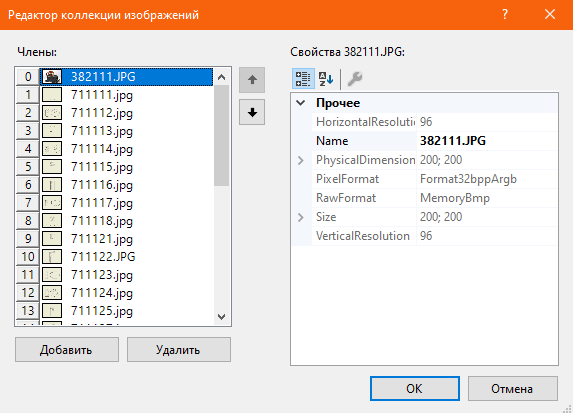 Редактор коллекции изображений
?
Члены:
0 382111.JPG
1 711111.jpg
2 711112.jpg
3 711113.jpg
4 711114.jpg
5 711115.jpg
6 711116.jpg
7 711117.jpg
8 711118.jpg
9 711121.jpg
10 711122.JPG
11 711123.jpg
12 711124.jpg
13 711125.jpg
Добавить
Удалить
Свойства 382111.JPG:
Прочее
HorizontalResolutio 96
Name 382111.JPG
PhysicalDimension 200; 200
PixelFormat Format32bppArgb
RawFormat MemoryBmp
Size 200; 200
VerticalResolution 96
OK
Отмена